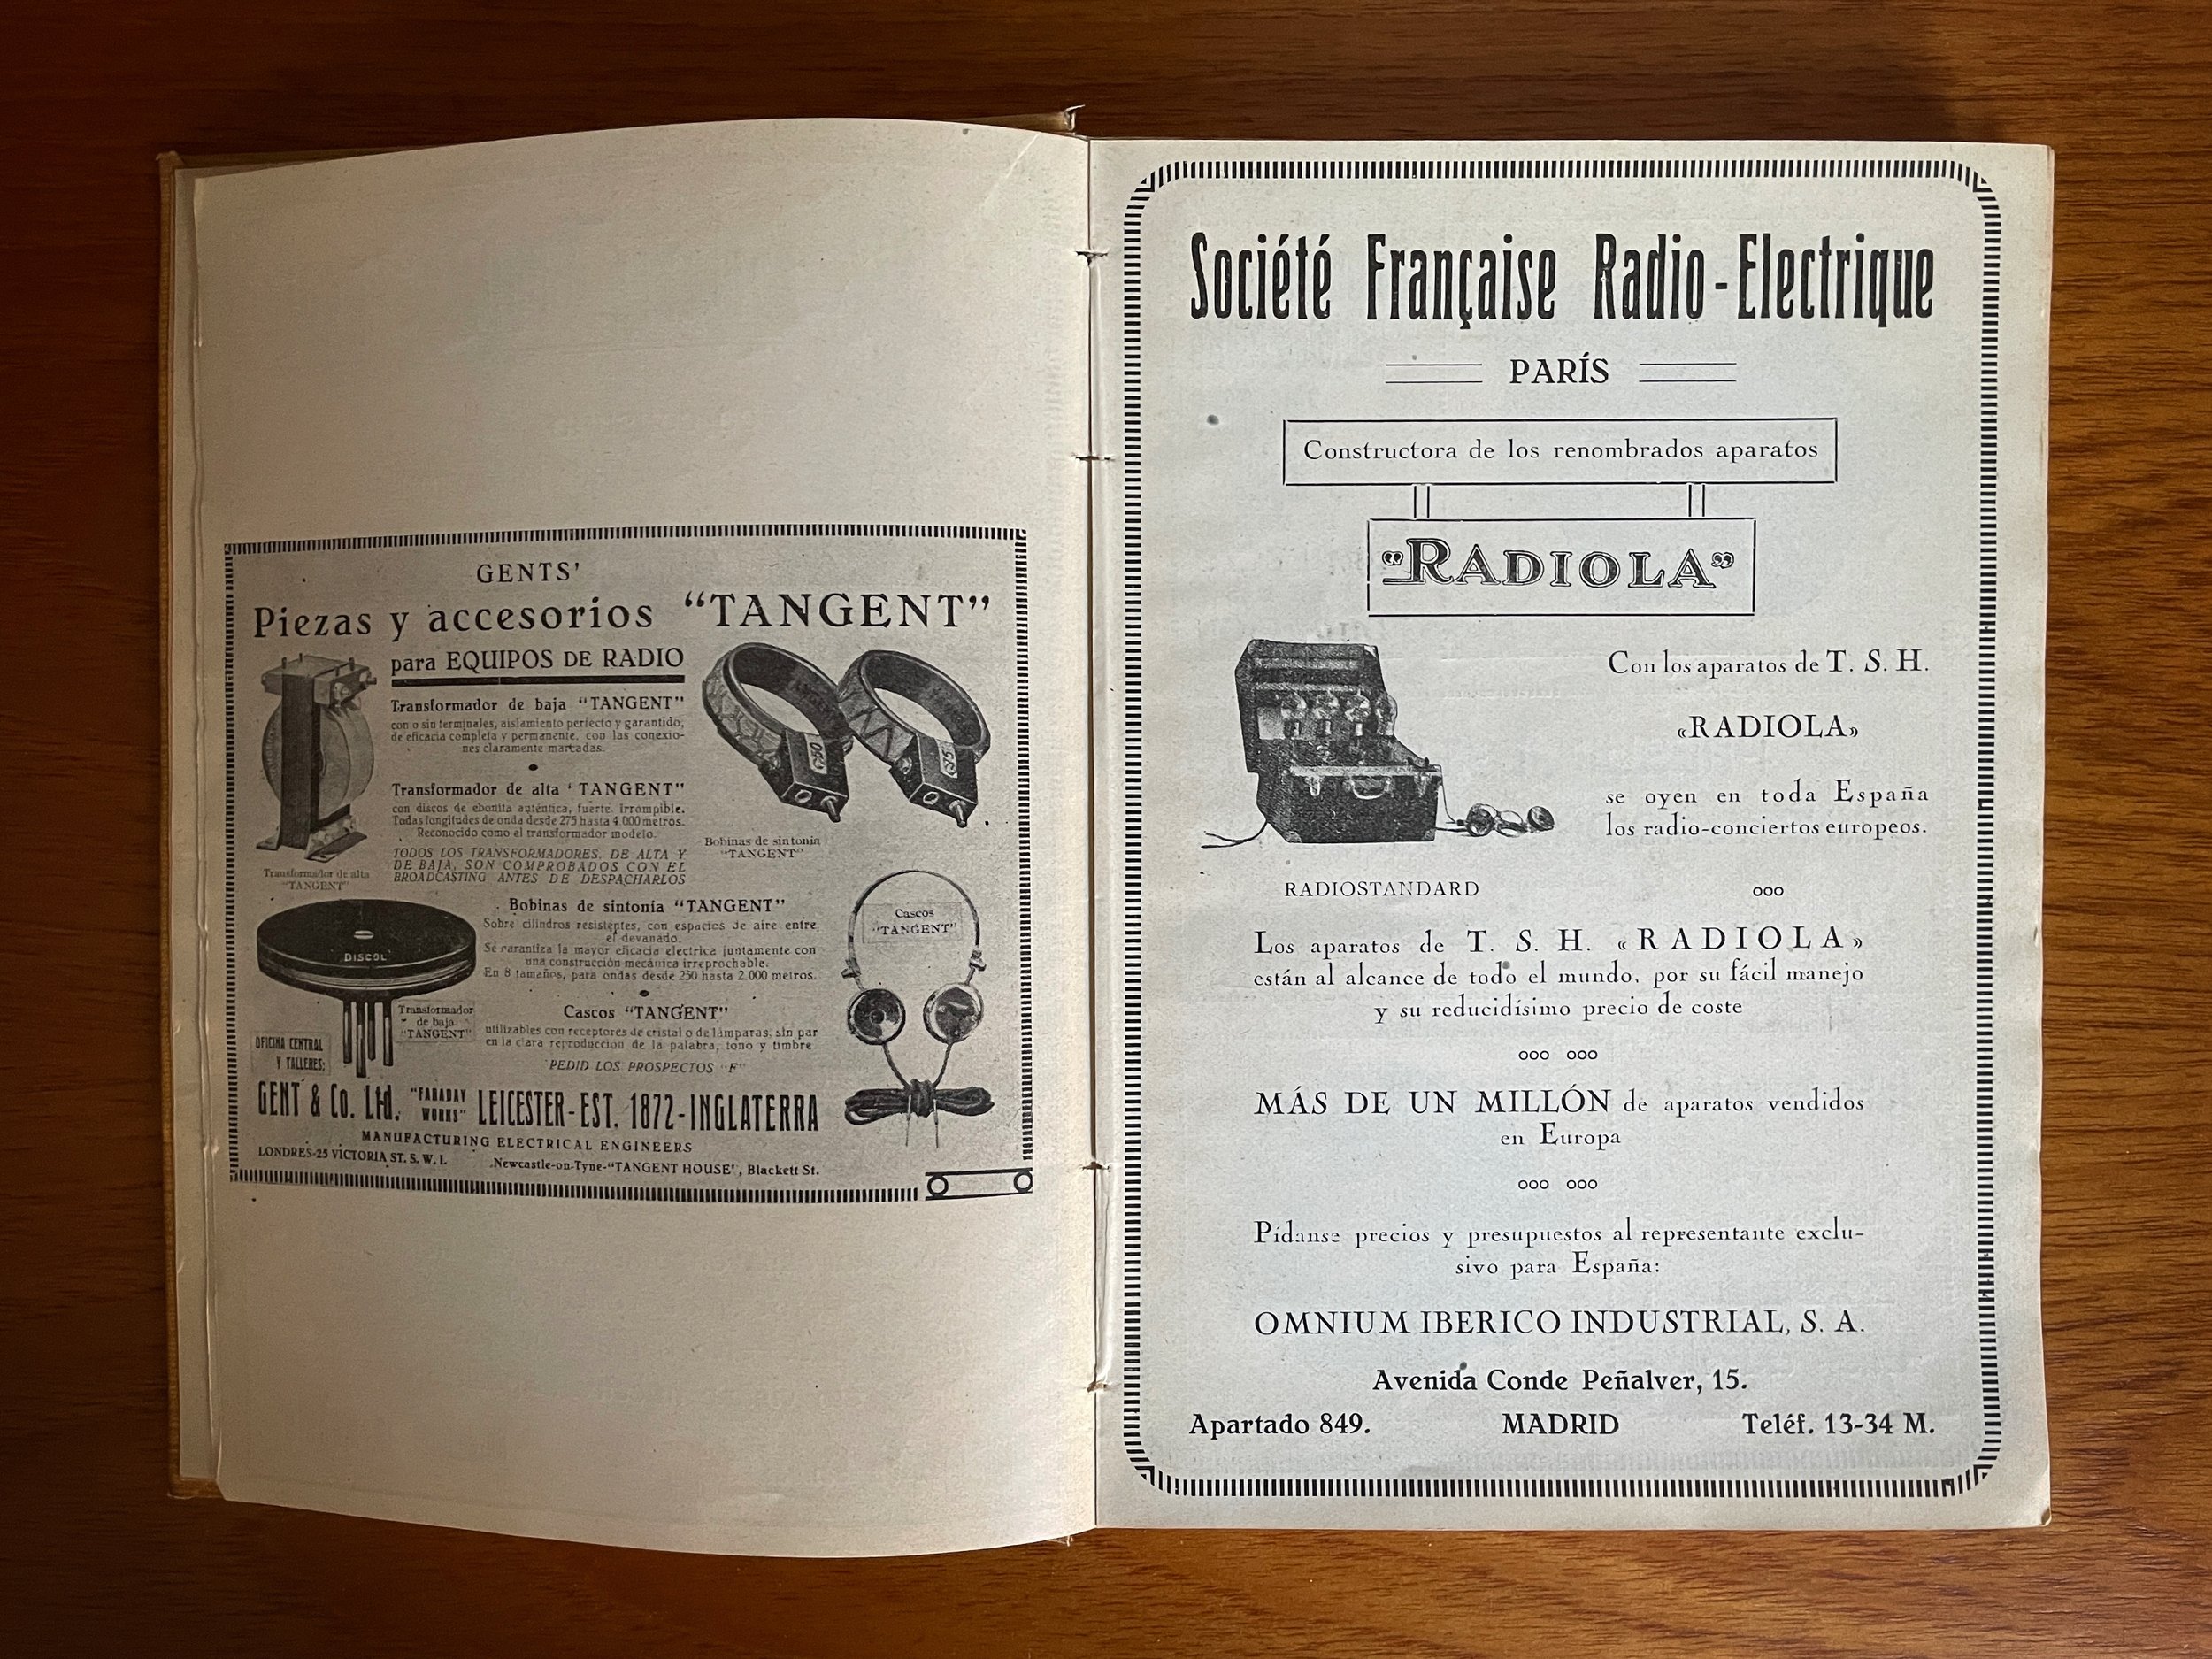 GENTS'
Piezas y accesorios “TANGENT”
para EQUIPOS DE RADIO
Transformador de baja “TANGENT”
con o sin terminales, aislamiento perfecto y garantido,
de eficacia completa y permanente, con las conexio-
nes claramente marcadas.
Transformador de alta ‘TANGENT”
con discos de ebonita auténtica, fuerte, irrompible.
Todas longitudes de onda desde 275 hasta 4.000 metros.
Reconocido como el transformador modelo.
TODOS LOS TRANSFORMADORES, DE ALTA Y
DE BAJA, SON COMPROBADOS CON EL
BROADCASTING ANTES DE DESPACHARLOS
Transformador de alta
“TANGENT”
250
35
Bobinas de sintonía
“TANGENT”
Bobinas de sintonía “TANGENT”
Sobre cilindros resistentes, con espacios de aire entre
el devanado.
Se garantiza la mayor eficacia electrica juntamente con
una construcción mecánica irreprochable.
En 8 tamaños, para ondas desde 250 hasta 2.000 metros.
Cascos “TANGENT”
utilizables con receptores de cristal o de lámparas; sin par
en la clara reproduccion de la palabra, tono y timbre.
PEDID LOS PROSPECTOS “F”
Cascos
“TANGENT”
DISCOL
Transformador
de baja
“TANGENT”
OFICINA CENTRAL
Y TALLERES:
GENT & Co. Ltd. “FARADAY WORKS” LEICESTER-EST. 1872-INGLATERRA
MANUFACTURING ELECTRICAL ENGINEERS
LONDRES-25 VICTORIA ST. S. W. I. Newcastle-on-Tyne-“TANGENT HOUSE”, Blackett St.
Société Française Radio-Electrique
PARÍS
Constructora de los renombrados aparatos
“RADIOLA”
Con los aparatos de T. S. H.
«RADIOLA»
se oyen en toda España
los radio-conciertos europeos.
RADIOSTANDARD
ooo
Los aparatos de T. S. H. «RADIOLA»
están al alcance de todo el mundo, por su fácil manejo
y su reducidísimo precio de coste
ooo ooo
MÁS DE UN MILLÓN de aparatos vendidos
en Europa
ooo ooo
Pídanse precios y presupuestos al representante exclu-
sivo para España:
OMNIUM IBERICO INDUSTRIAL, S. A.
Avenida Conde Peñalver, 15.
Apartado 849. MADRID Teléf. 13-34 M.